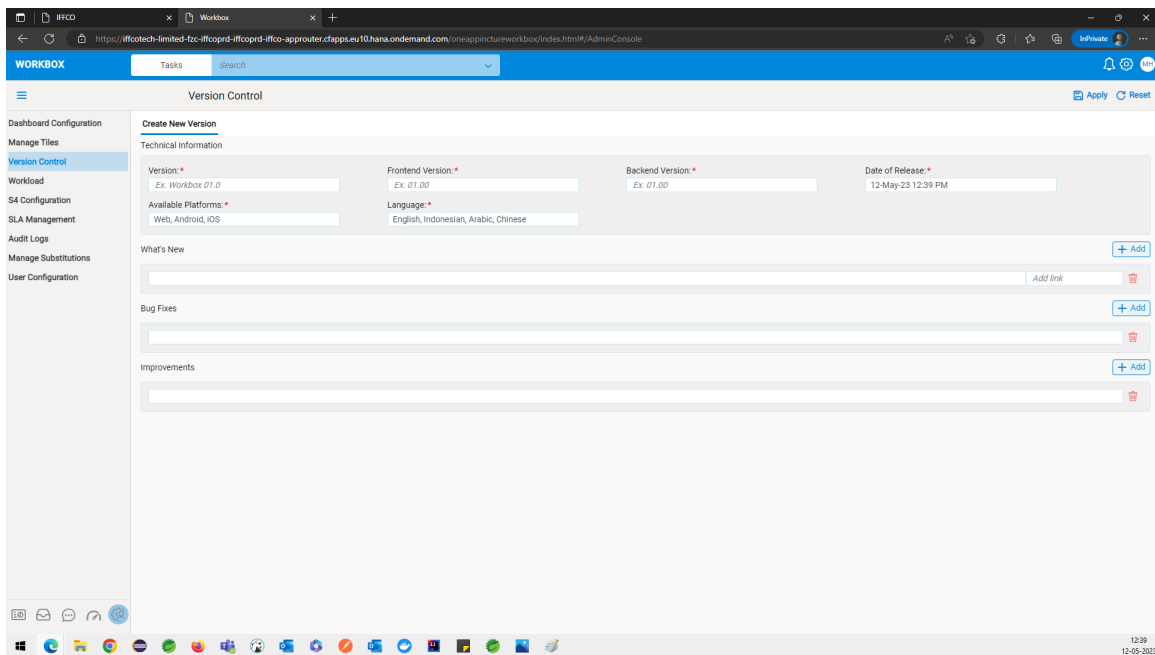 IFFCO
Workbox
https://iffcotech-limited-fzc-iffcoprd-iffcoprd-iffco-approuter.cfapps.eu10.hana.ondemand.com/oneappinctureworkbox/index.html#/AdminConsole
InPrivate
WORKBOX
Tasks
Search
MH
Version Control
Apply
Reset
Dashboard Configuration
Manage Tiles
Version Control
Workload
S4 Configuration
SLA Management
Audit Logs
Manage Substitutions
User Configuration
Create New Version
Technical Information
Version:*
Frontend Version:*
Backend Version:*
Date of Release:*
Ex. Workbox 01.0
Ex. 01.00
Ex. 01.00
12-May-23 12:39 PM
Available Platforms:*
Language:*
Web, Android, iOS
English, Indonesian, Arabic, Chinese
What's New
+ Add
Add link
Bug Fixes
+ Add
Improvements
+ Add
12:39
12-05-2023